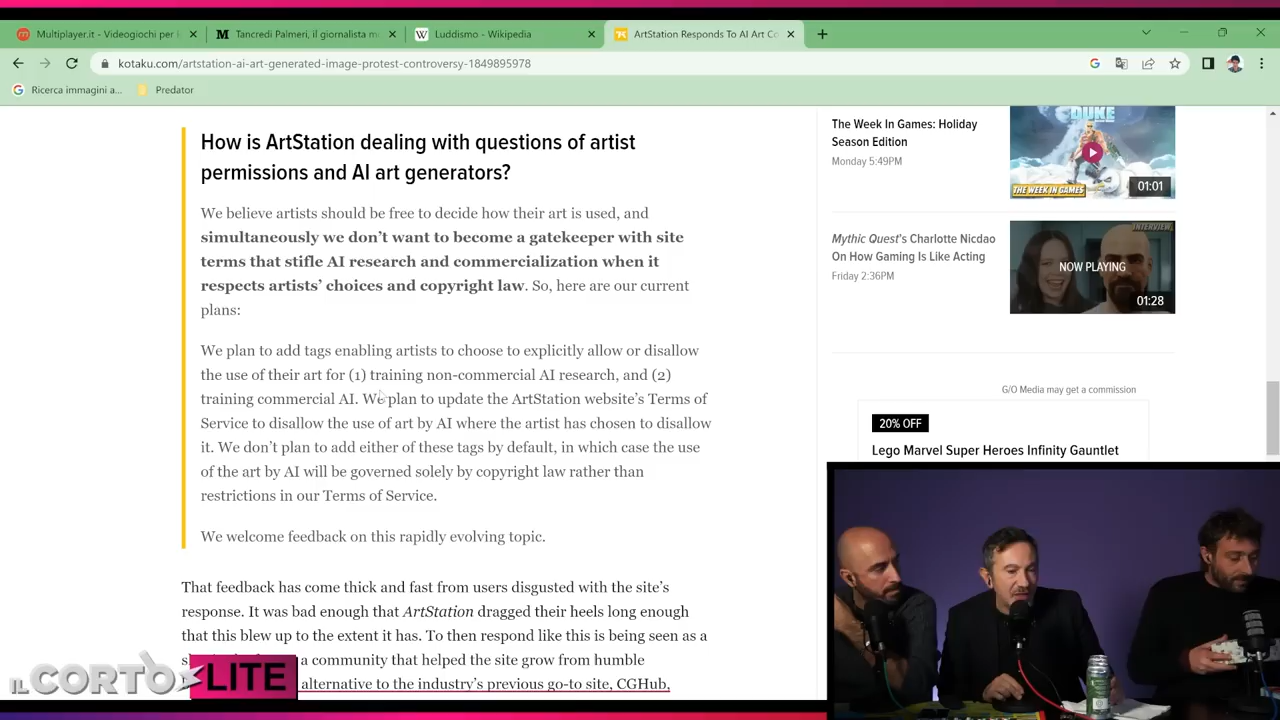 Multiplayer.it - Videogiochi per
Tancredi Palmeri, il giornalista m
Luddismo - Wikipedia
ArtStation Responds To AI Art Co
kotaku.com/artstation-ai-art-generated-image-protest-controversy-1849895978
Ricerca immagini a...
Predator
How is ArtStation dealing with questions of artist
permissions and AI art generators?
We believe artists should be free to decide how their art is used, and
simultaneously we don't want to become a gatekeeper with site
terms that stifle AI research and commercialization when it
respects artists' choices and copyright law. So, here are our current
plans:
We plan to add tags enabling artists to choose to explicitly allow or disallow
the use of their art for (1) training non-commercial AI research, and (2)
training commercial AI. We plan to update the ArtStation website's Terms of
Service to disallow the use of art by AI where the artist has chosen to disallow
it. We don't plan to add either of these tags by default, in which case the use
of the art by AI will be governed solely by copyright law rather than
restrictions in our Terms of Service.
We welcome feedback on this rapidly evolving topic.
That feedback has come thick and fast from users disgusted with the site's
response. It was bad enough that ArtStation dragged their heels long enough
that this blew up to the extent it has. To then respond like this is being seen as a
a community that helped the site grow from humble
alternative to the industry's previous go-to site, CGHub,
The Week In Games: Holiday
Season Edition
Monday 5:49PM
DUKE
THE WEEK IN GAMES
01:01
Mythic Quest's Charlotte Nicdao
On How Gaming Is Like Acting
Friday 2:36PM
INTERVIEW
NOW PLAYING
01:28
G/O Media may get a commission
20% OFF
Lego Marvel Super Heroes Infinity Gauntlet
IL CORTO
LITE